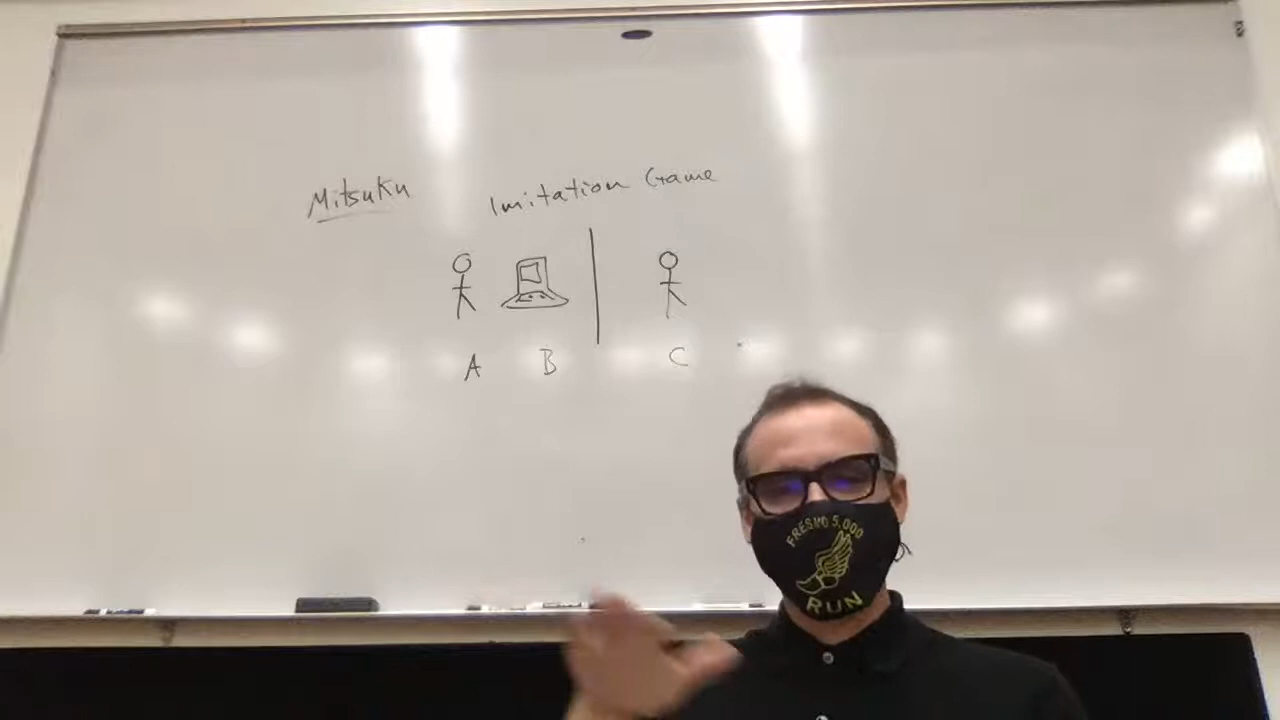 Mitsuku
Imitation Game
A B C
FRESNO 5,000
RUN